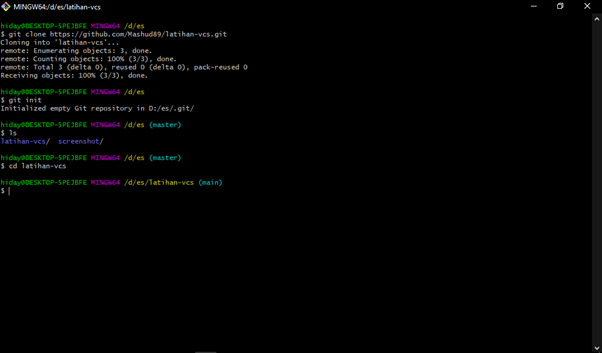 MINGW64:/d/es/latihan-vcs
hiday@DESKTOP-5PEJBFE MINGW64 /d/es
$ git clone https://github.com/Mashud89/latihan-vcs.git
Cloning into 'latihan-vcs'...
remote: Enumerating objects: 3, done.
remote: Counting objects: 100% (3/3), done.
remote: Total 3 (delta 0), reused 0 (delta 0), pack-reused 0
Receiving objects: 100% (3/3), done.
hiday@DESKTOP-5PEJBFE MINGW64 /d/es
$ git init
Initialized empty Git repository in D:/es/.git/
hiday@DESKTOP-5PEJBFE MINGW64 /d/es (master)
$ ls
latihan-vcs/  screenshot/
hiday@DESKTOP-5PEJBFE MINGW64 /d/es (master)
$ cd latihan-vcs
hiday@DESKTOP-5PEJBFE MINGW64 /d/es/latihan-vcs (main)
$